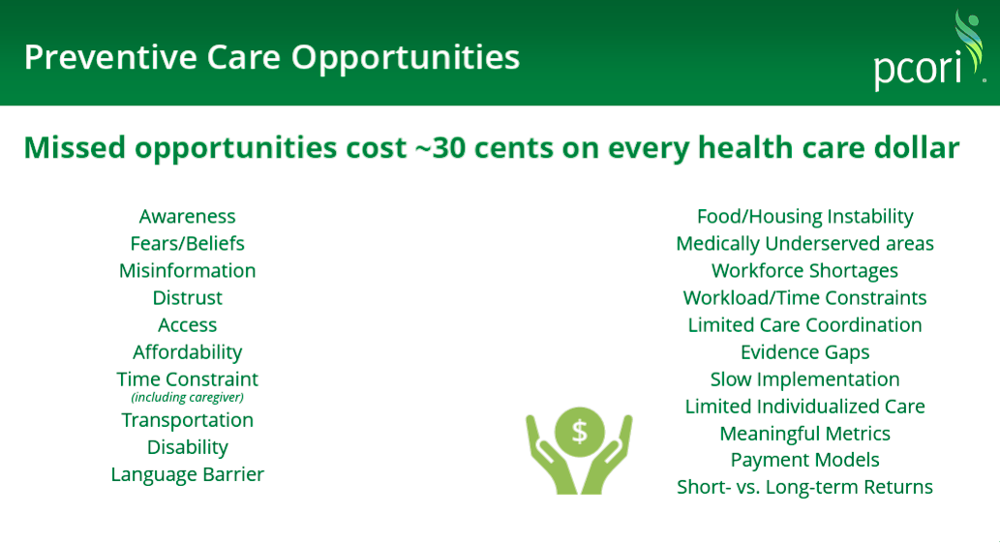 Preventive Care Opportunities
pcori
Missed opportunities cost ~30 cents on every health care dollar
Awareness
Fears/Beliefs
Misinformation
Distrust
Access
Affordability
Time Constraint
(including caregiver)
Transportation
Disability
Language Barrier
$
Food/Housing Instability
Medically Underserved areas
Workforce Shortages
Workload/Time Constraints
Limited Care Coordination
Evidence Gaps
Slow Implementation
Limited Individualized Care
Meaningful Metrics
Payment Models
Short- vs. Long-term Returns